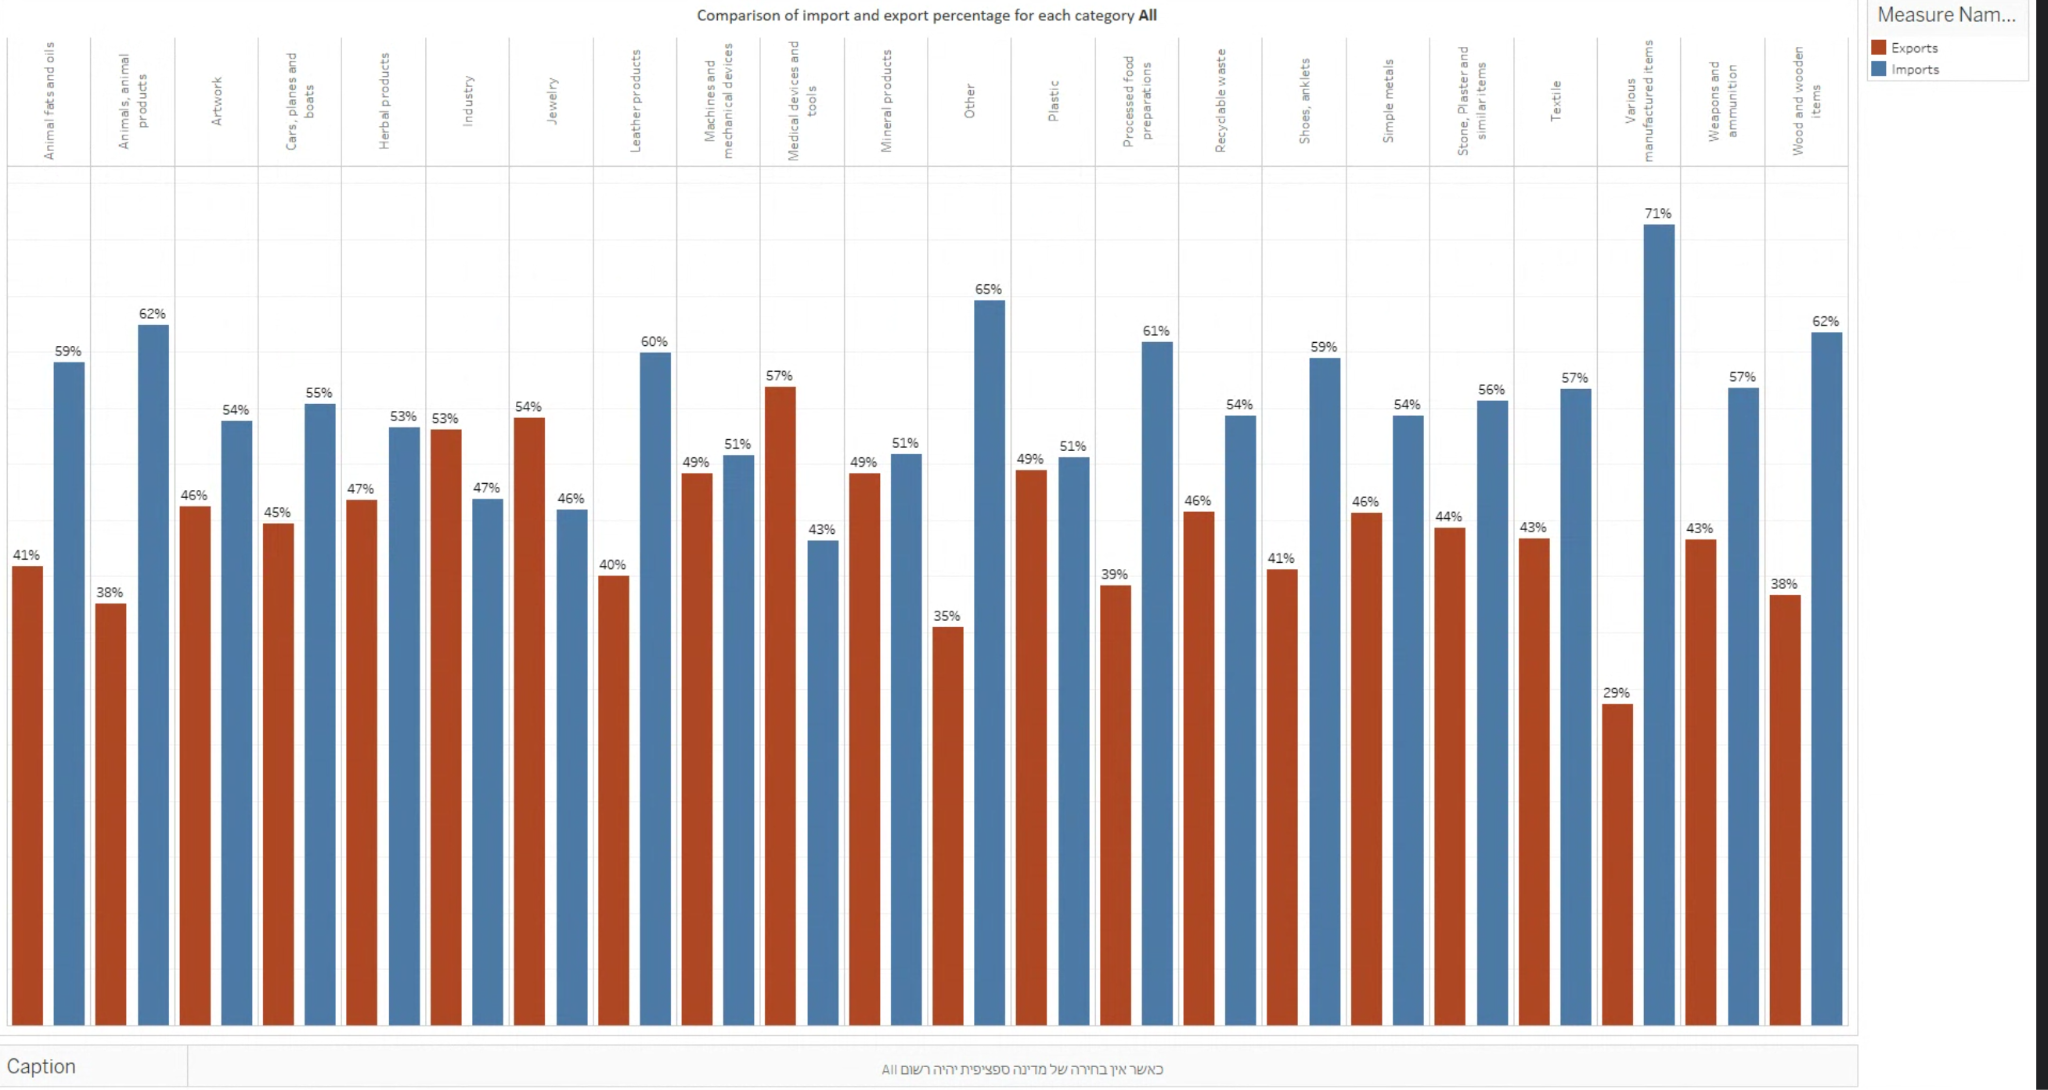 Comparison of import and export percentage for each category All
Measure Nam...
Exports
Imports
Animal fats and oils
Animals, animal
products
Artwork
Cars, planes and
boats
Herbal products
Industry
Jewelry
Leather products
Machines and
mechanical devices
Medical devices and
tools
Mineral products
Other
Plastic
Processed food
preparations
Recyclable waste
Shoes, anklets
Simple metals
Stone, Plaster and
similar items
Textile
Various
manufactured items
Weapons and
ammunition
Wood and wooden
items
41%
59%
38%
62%
46%
54%
45%
55%
47%
53%
53%
47%
54%
46%
40%
60%
49%
51%
57%
43%
49%
51%
35%
65%
49%
51%
39%
61%
46%
54%
41%
59%
46%
54%
44%
56%
43%
57%
29%
71%
43%
57%
38%
62%
Caption
כאשר אין בחירה של מדינה ספציפית יהיה רשום All